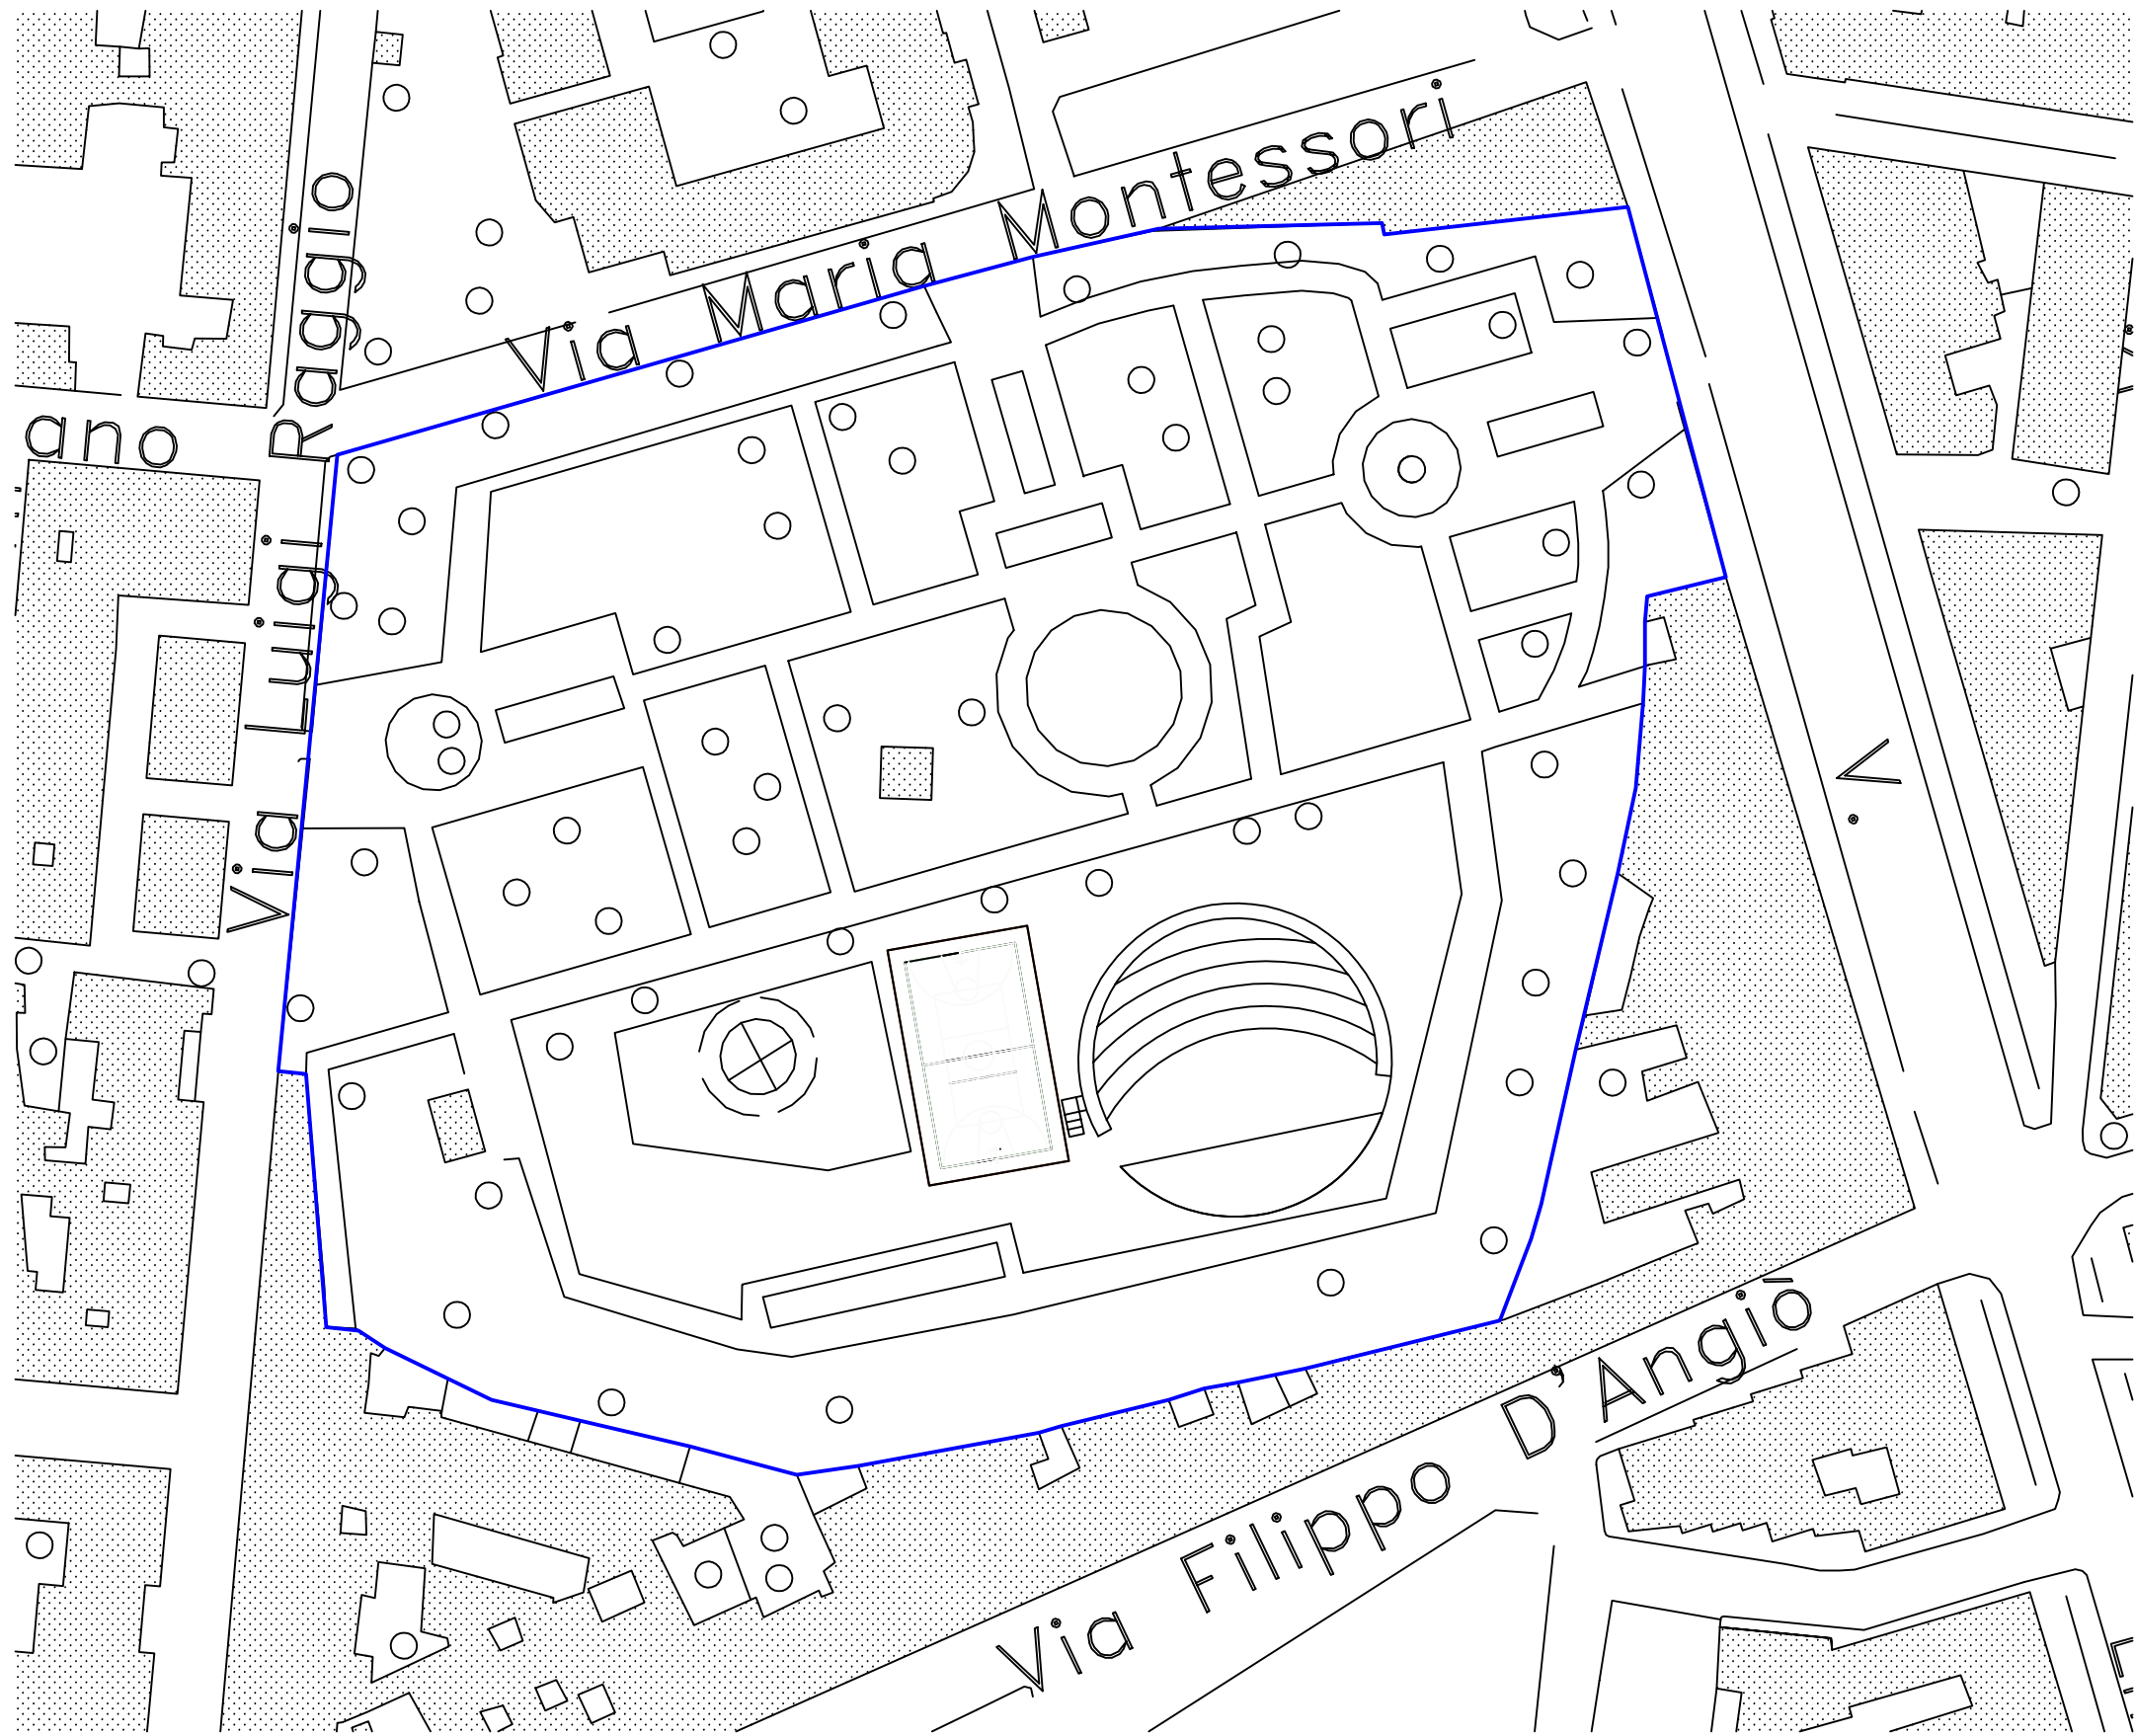 Via Maria Montessori
ano
Via Luigi Raggio
V.
Via Filippo D'Angiò